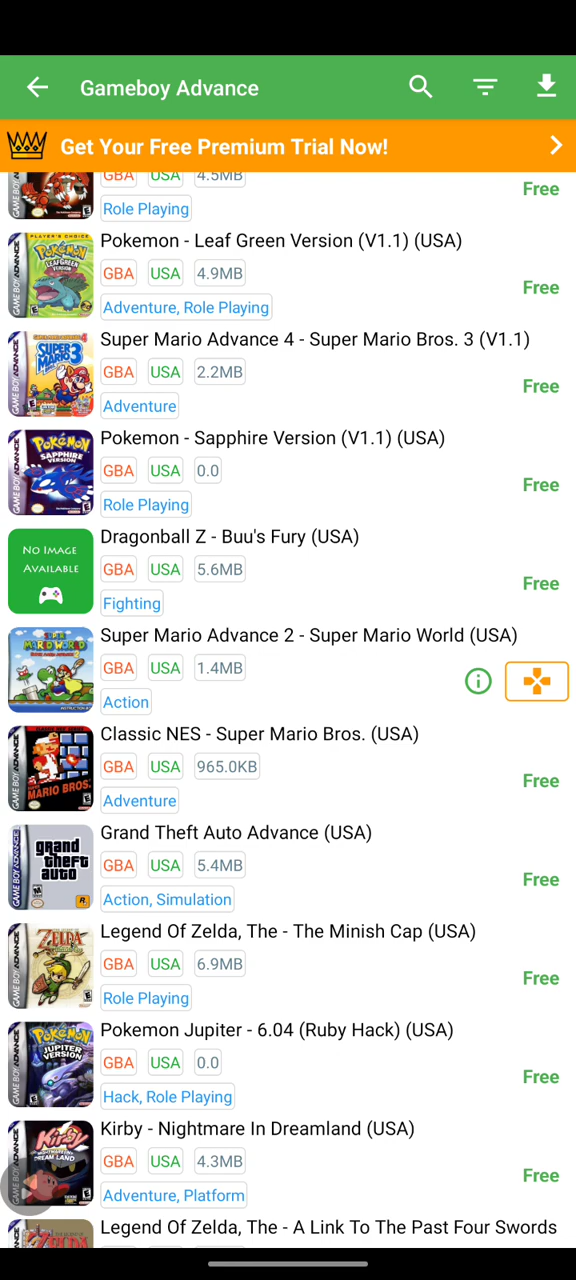 Gameboy Advance
Get Your Free Premium Trial Now!
GBA USA 4.5MB
Free
Role Playing
Pokemon - Leaf Green Version (V1.1) (USA)
GBA USA 4.9MB
Free
Adventure, Role Playing
Super Mario Advance 4 - Super Mario Bros. 3 (V1.1)
GBA USA 2.2MB
Free
Adventure
Pokemon - Sapphire Version (V1.1) (USA)
GBA USA 0.0
Free
Role Playing
NO IMAGE
AVAILABLE
Dragonball Z - Buu's Fury (USA)
GBA USA 5.6MB
Free
Fighting
Super Mario Advance 2 - Super Mario World (USA)
GBA USA 1.4MB
Action
Classic NES - Super Mario Bros. (USA)
GBA USA 965.0KB
Free
Adventure
Grand Theft Auto Advance (USA)
GBA USA 5.4MB
Free
Action, Simulation
Legend Of Zelda, The - The Minish Cap (USA)
GBA USA 6.9MB
Free
Role Playing
Pokemon Jupiter - 6.04 (Ruby Hack) (USA)
GBA USA 0.0
Free
Hack, Role Playing
Kirby - Nightmare In Dreamland (USA)
GBA USA 4.3MB
Free
Adventure, Platform
Legend Of Zelda, The - A Link To The Past Four Swords